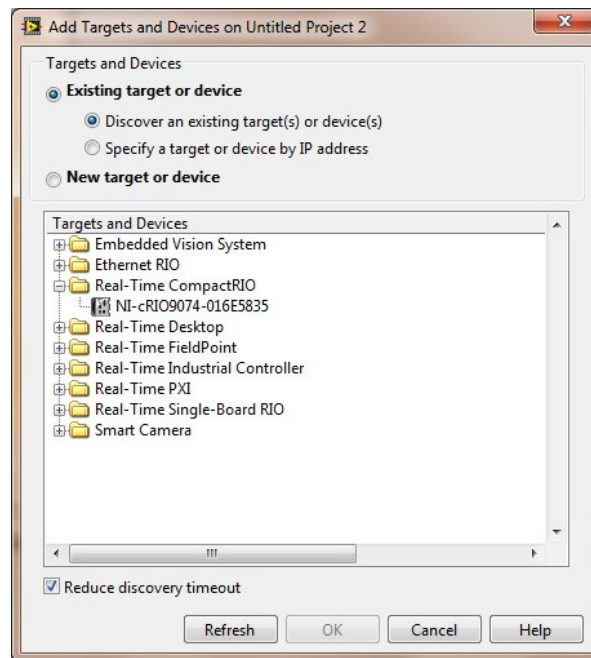 Add Targets and Devices on Untitled Project 2
Targets and Devices
Existing target or device
Discover an existing target(s) or device(s)
Specify a target or device by IP address
New target or device
Targets and Devices
Embedded Vision System
Ethernet RIO
Real-Time CompactRIO
NI-cRIO9074-016E5835
Real-Time Desktop
Real-Time FieldPoint
Real-Time Industrial Controller
Real-Time PXI
Real-Time Single-Board RIO
Smart Camera
Reduce discovery timeout
Refresh OK Cancel Help